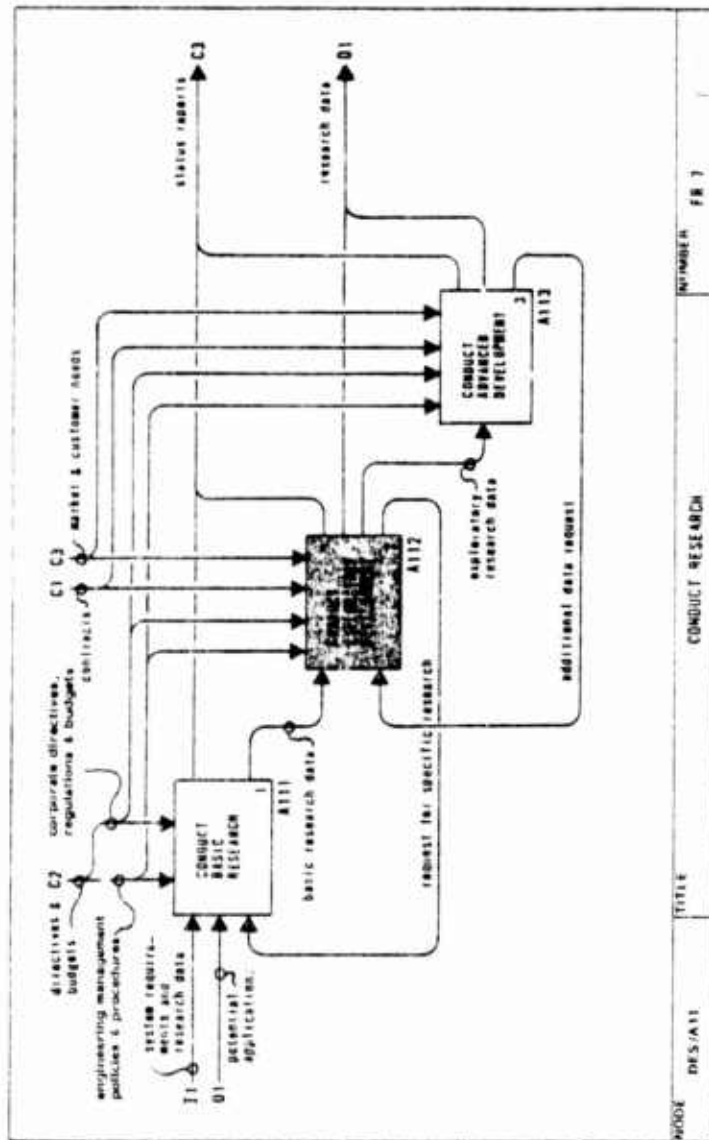 C2
directives &
budgets
corporate directives,
regulations & budgets
engineering management
policies & procedures
C1
C3
contracts
market & customer needs
I1
system require-
ments and
research data
O1
potential
application.
CONDUCT
BASIC
RESEARCH
1
A111
basic research data
request for specific research
A112
exploratory
research data
additional data request
CONDUCT
ADVANCED
DEVELOPMENT
3
A113
status reports
C3
research data
O1
NODE
DES/A11
TITLE
CONDUCT RESEARCH
NUMBER
FR 7